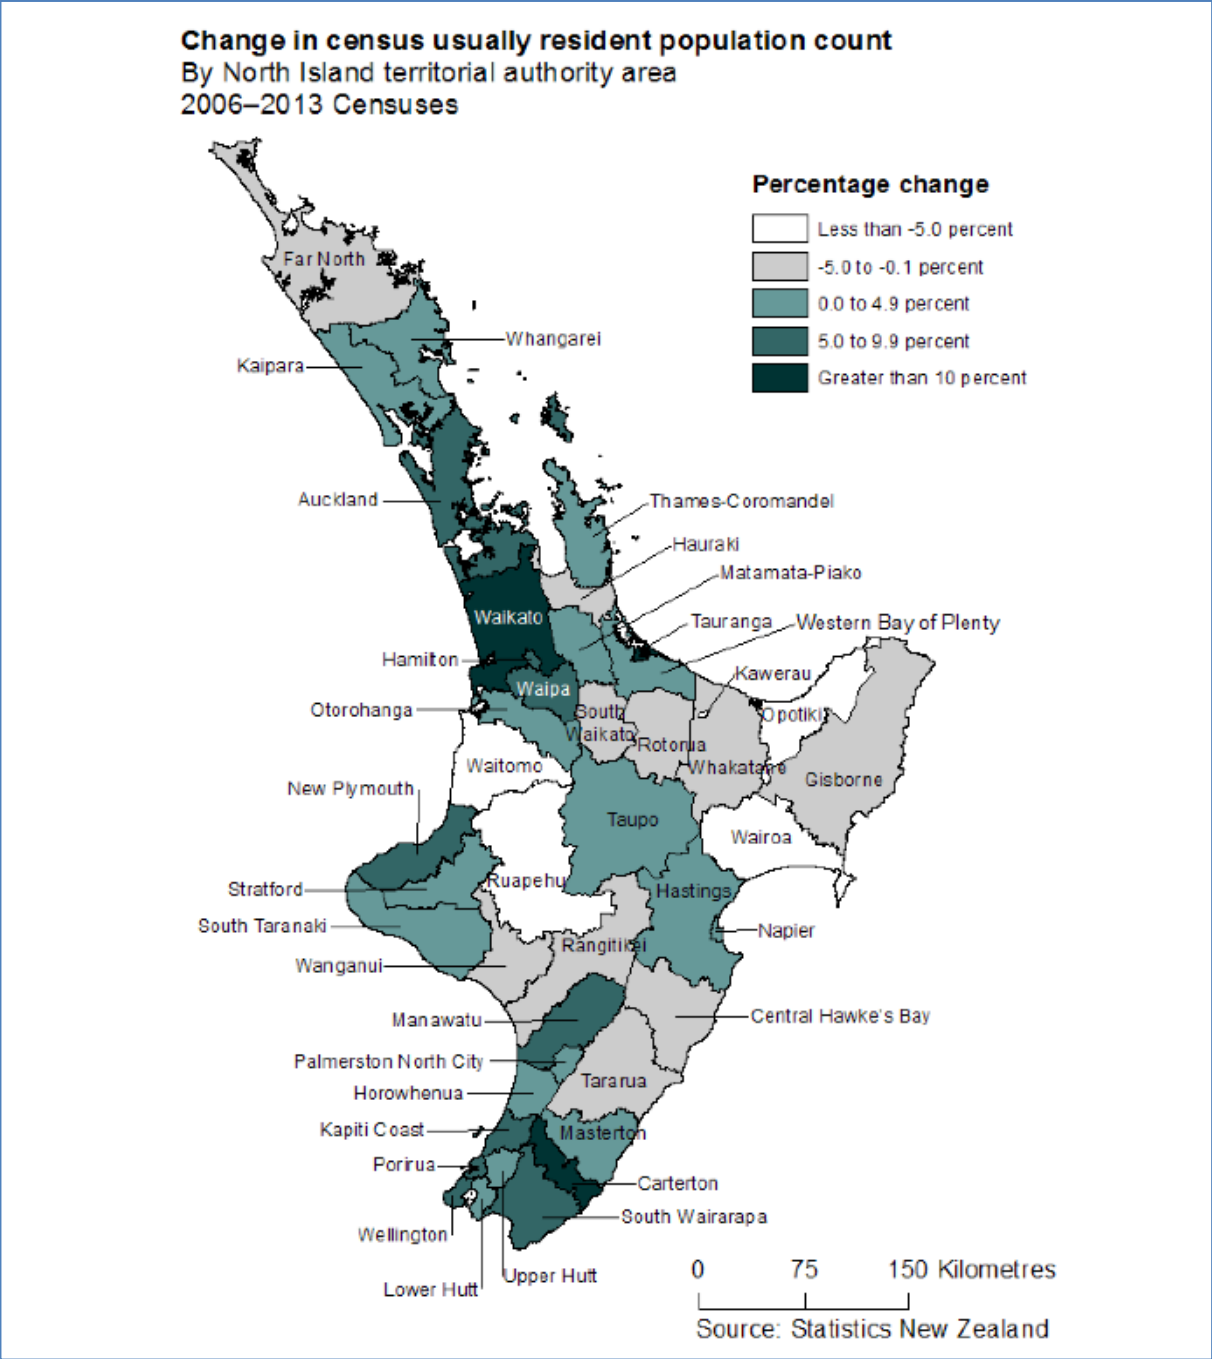 Change in census usually resident population count
By North Island territorial authority area
2006–2013 Censuses
Percentage change
Less than -5.0 percent
-5.0 to -0.1 percent
0.0 to 4.9 percent
5.0 to 9.9 percent
Greater than 10 percent
Far North
Whangarei
Kaipara
Auckland
Thames-Coromandel
Hauraki
Matamata-Piako
Waikato
Tauranga
Western Bay of Plenty
Hamilton
Kawerau
Waipa
Otorohanga
South
Waikato
Opotiki
Rotorua
Waitomo
Whakatane
Gisborne
New Plymouth
Taupo
Wairoa
Ruapehu
Stratford
Hastings
South Taranaki
Napier
Rangitikei
Wanganui
Manawatu
Central Hawke's Bay
Palmerston North City
Tararua
Horowhenua
Kapiti Coast
Masterton
Porirua
Carterton
South Wairarapa
Wellington
Upper Hutt
Lower Hutt
0 75 150 Kilometres
Source: Statistics New Zealand